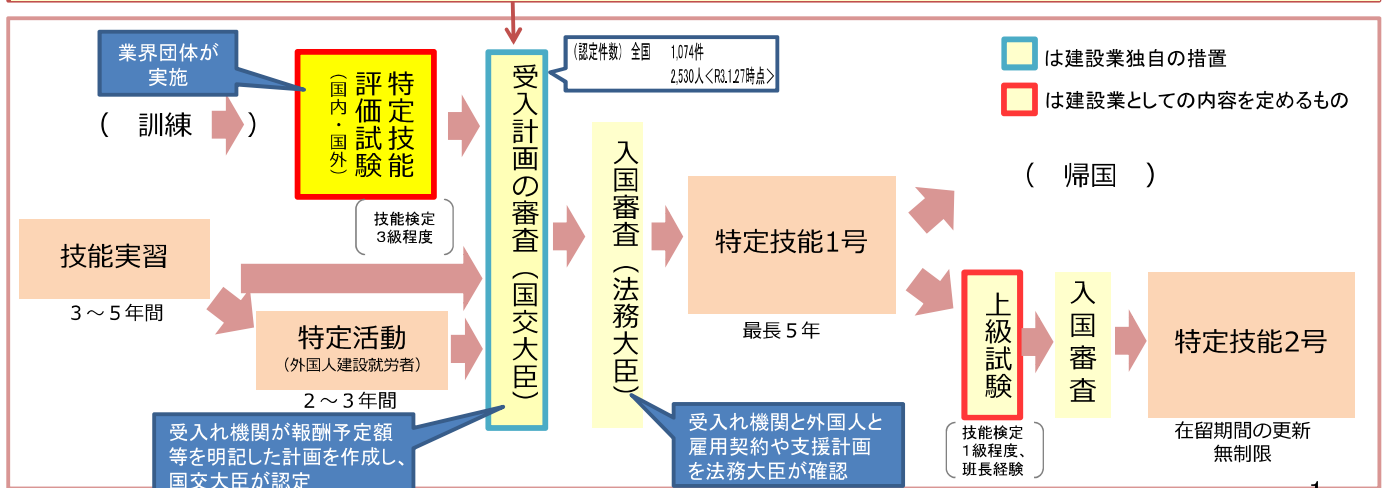 業界団体が
実施
( 訓練 )
特定技能
評価試験
(国内・国外)
技能検定
3級程度
技能実習
3～5年間
特定活動
(外国人建設就労者)
2～3年間
受入計画の審査(国交大臣)
(認定件数) 全国 1,074件
2,530人<R3.1.27時点>
受入れ機関が報酬予定額
等を明記した計画を作成し、
国交大臣が認定
入国審査(法務大臣)
受入れ機関と外国人と
雇用契約や支援計画
を法務大臣が確認
特定技能1号
最長5年
は建設業独自の措置
は建設業としての内容を定めるもの
( 帰国 )
上級試験
技能検定
1級程度、
班長経験
入国審査
特定技能2号
在留期間の更新
無制限